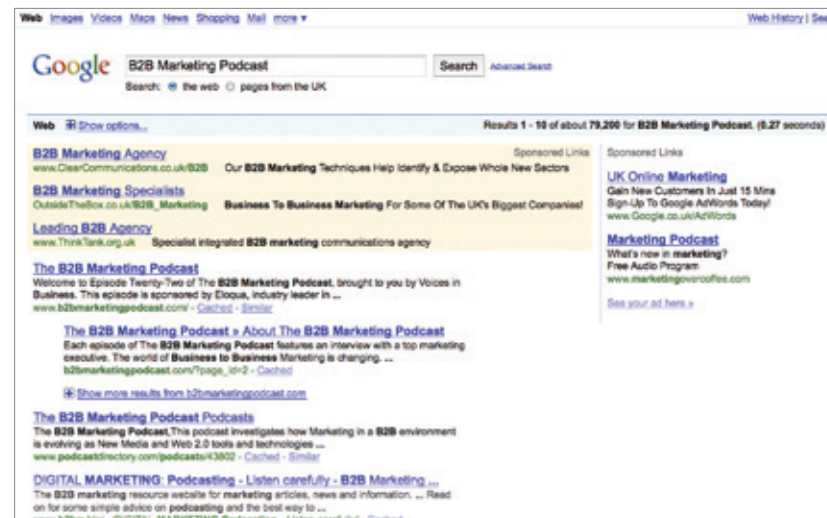 Web Images Videos Maps News Shopping Mail more ▼
Web History | Sea
Google
B2B Marketing Podcast
Search
Advanced Search
Search: the web pages from the UK
Web Show options...
Results 1 - 10 of about 79,200 for B2B Marketing Podcast. (0.27 seconds)
B2B Marketing Agency
Sponsored Links
www.ClearCommunications.co.uk/B2B Our B2B Marketing Techniques Help Identify & Expose Whole New Sectors
B2B Marketing Specialists
OutsideTheBox.co.uk/B2B_Marketing Business To Business Marketing For Some Of The UK's Biggest Companies!
Leading B2B Agency
www.ThinkTank.org.uk Specialist integrated B2B marketing communications agency
The B2B Marketing Podcast
Welcome to Episode Twenty-Two of The B2B Marketing Podcast, brought to you by Voices in
Business. This episode is sponsored by Eloqua, industry leader in ...
www.b2bmarketingpodcast.com/ - Cached - Similar
The B2B Marketing Podcast » About The B2B Marketing Podcast
Each episode of The B2B Marketing Podcast features an interview with a top marketing
executive. The world of Business to Business Marketing is changing. ...
b2bmarketingpodcast.com/?page_id=2 - Cached
Show more results from b2bmarketingpodcast.com
The B2B Marketing Podcast Podcasts
The B2B Marketing Podcast,This podcast investigates how Marketing in a B2B environment
is evolving as New Media and Web 2.0 tools and technologies ...
www.podcastdirectory.com/podcasts/43802 - Cached - Similar
DIGITAL MARKETING: Podcasting - Listen carefully - B2B Marketing ...
The B2B marketing resource website for marketing articles, news and information. ... Read
on for some simple advice on podcasting and the best way to ...
Sponsored Links
UK Online Marketing
Gain New Customers In Just 15 Mins
Sign-Up To Google AdWords Today!
www.Google.co.uk/AdWords
Marketing Podcast
What's new in marketing?
Free Audio Program
www.marketingovercoffee.com
See your ad here »